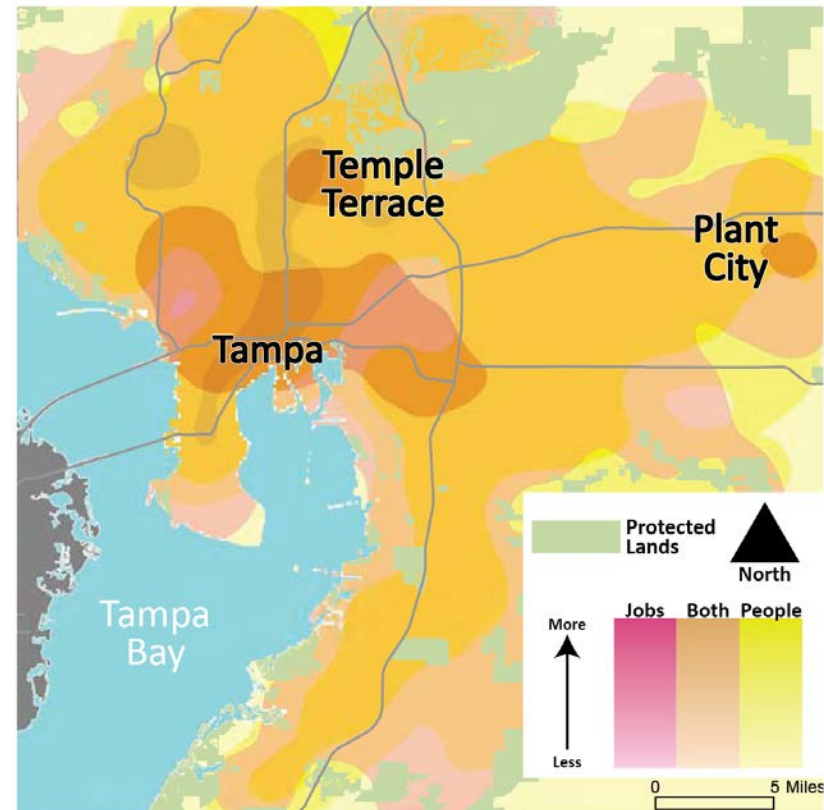 Temple
Terrace
Plant
City
Tampa
Tampa
Bay
Protected
Lands
North
Jobs Both People
More
Less
0 5 Miles